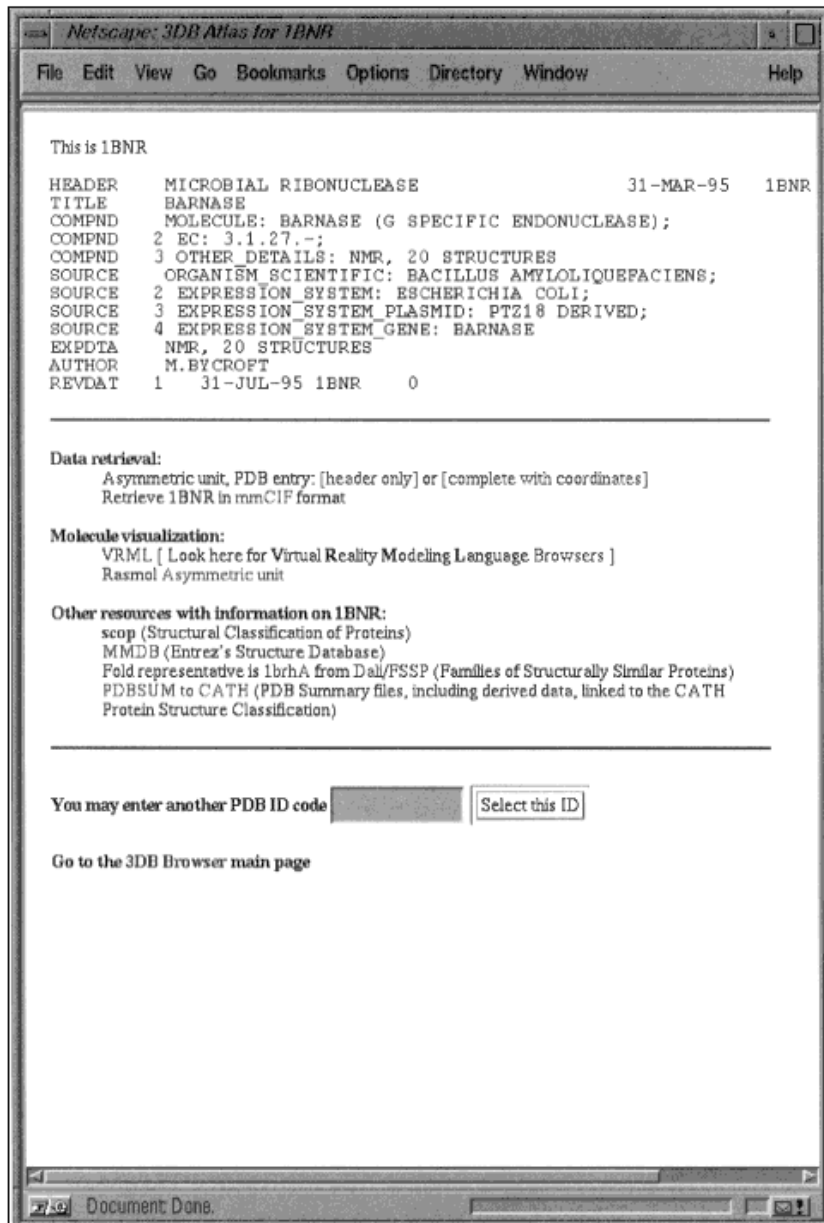 Netscape: 3DB Atlas for 1BNR
File Edit View Go Bookmarks Options Directory Window Help
This is 1BNR
HEADER MICROBIAL RIBONUCLEASE 31-MAR-95 1BNR
TITLE BARNASE
COMPND MOLECULE: BARNASE (G SPECIFIC ENDONUCLEASE);
COMPND 2 EC: 3.1.27.-;
COMPND 3 OTHER_DETAILS: NMR, 20 STRUCTURES
SOURCE ORGANISM_SCIENTIFIC: BACILLUS AMYLOLIQUEFACIENS;
SOURCE 2 EXPRESSION_SYSTEM: ESCHERICHIA COLI;
SOURCE 3 EXPRESSION_SYSTEM_PLASMID: PTZ18 DERIVED;
SOURCE 4 EXPRESSION_SYSTEM_GENE: BARNASE
EXPDTA NMR, 20 STRUCTURES
AUTHOR M.BYCROFT
REVDAT 1 31-JUL-95 1BNR 0
Data retrieval:
Asymmetric unit, PDB entry: [header only] or [complete with coordinates]
Retrieve 1BNR in mmCIF format
Molecule visualization:
VRML [ Look here for Virtual Reality Modeling Language Browsers ]
Rasmol Asymmetric unit
Other resources with information on 1BNR:
scop (Structural Classification of Proteins)
MMDB (Entrez's Structure Database)
Fold representative is 1brhA from Dali/FSSP (Families of Structurally Similar Proteins)
PDBSUM to CATH (PDB Summary files, including derived data, linked to the CATH
Protein Structure Classification)
You may enter another PDB ID code Select this ID
Go to the 3DB Browser main page
Document: Done.